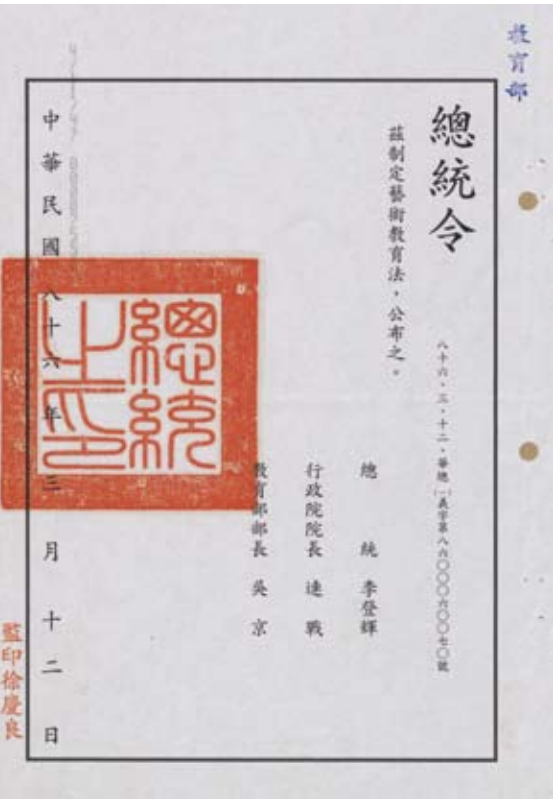 教育部
總統令
八十六、三、十二、華總(一)義字第八六〇〇〇六〇〇七〇號
茲制定藝術教育法,公布之。
總統 李登輝
行政院院長 連戰
教育部部長 吳京
總統之印
中華民國八十六年三月十二日
監印徐慶良